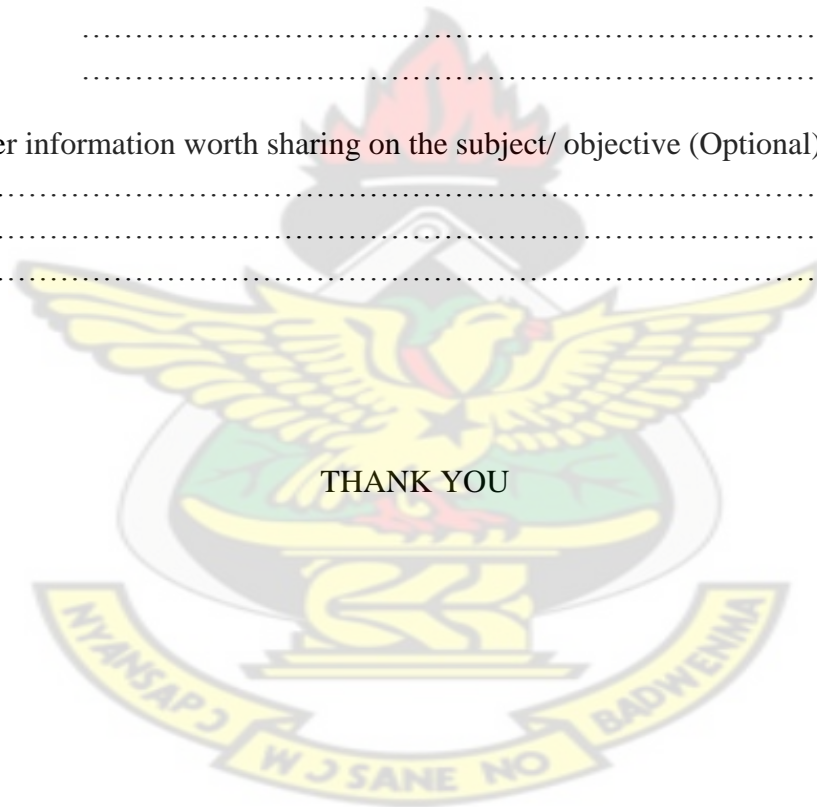 ……………………………………………………………
……………………………………………………………
er information worth sharing on the subject/ objective (Optional)
……………………………………………………………………
……………………………………………………………………
……………………………………………………………………
THANK YOU
NYANSAPƆ WƆSANE NO BADWENMA